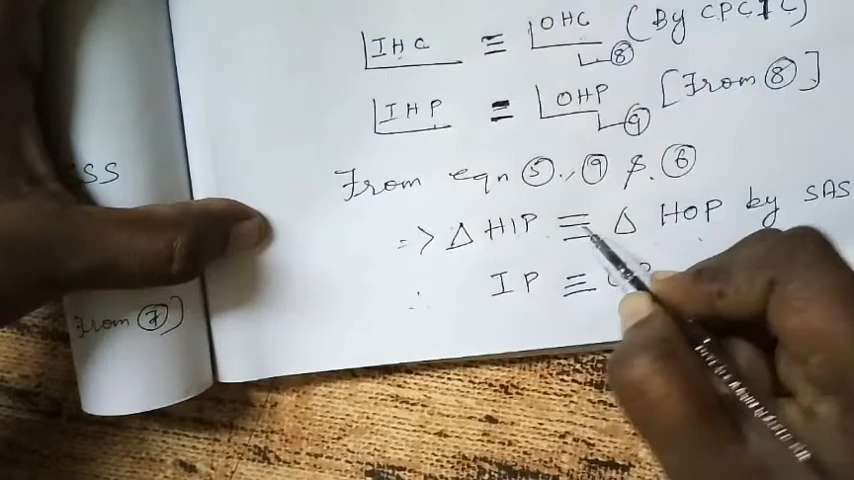 ∠IHC ≡ ∠OHC (By CPCTC)
⑧
∠IHP ≡ ∠OHP [From ⑧]
⑨
SS
From eqn ⑤, ⑨ & ⑥
=> △ HIP ≡ △ HOP by SAS
∴ IP ≡
From ⑦]